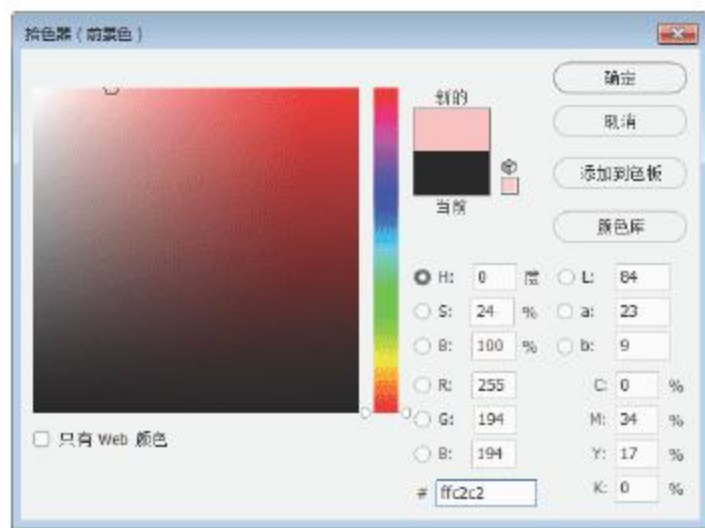 拾色器（前景色）
新的
当前
确定
取消
添加到色板
颜色库
H: 0 度
S: 24 %
B: 100 %
R: 255
G: 194
B: 194
# ffc2c2
L: 84
a: 23
b: 9
C: 0 %
M: 34 %
Y: 17 %
K: 0 %
只有 Web 颜色